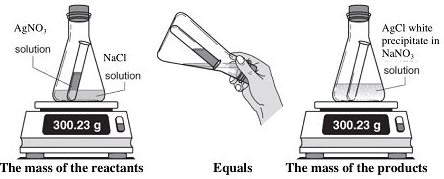 AgNO₃
solution
NaCl
solution
300.23 g
AgCl white
precipitate in
NaNO₃
solution
300.23 g
The mass of the reactants
Equals
The mass of the products